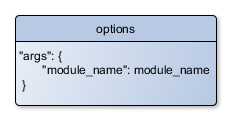 options
"args": {
"module_name": module_name
}